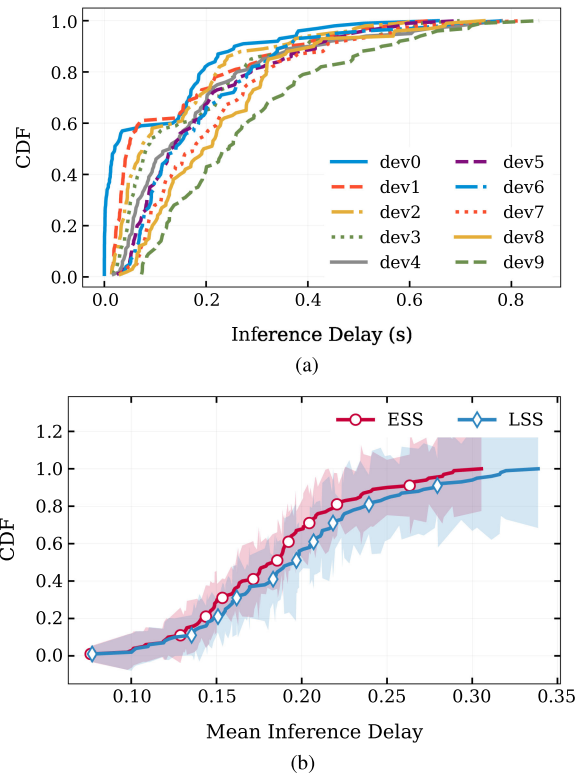 1.0
0.8
0.6
0.4
0.2
0.0
CDF
dev0 dev5
dev1 dev6
dev2 dev7
dev3 dev8
dev4 dev9
0.0 0.2 0.4 0.6 0.8
Inference Delay (s)
(a)
ESS LSS
1.2
1.0
0.8
0.6
0.4
0.2
0.0
CDF
0.10 0.15 0.20 0.25 0.30 0.35
Mean Inference Delay
(b)